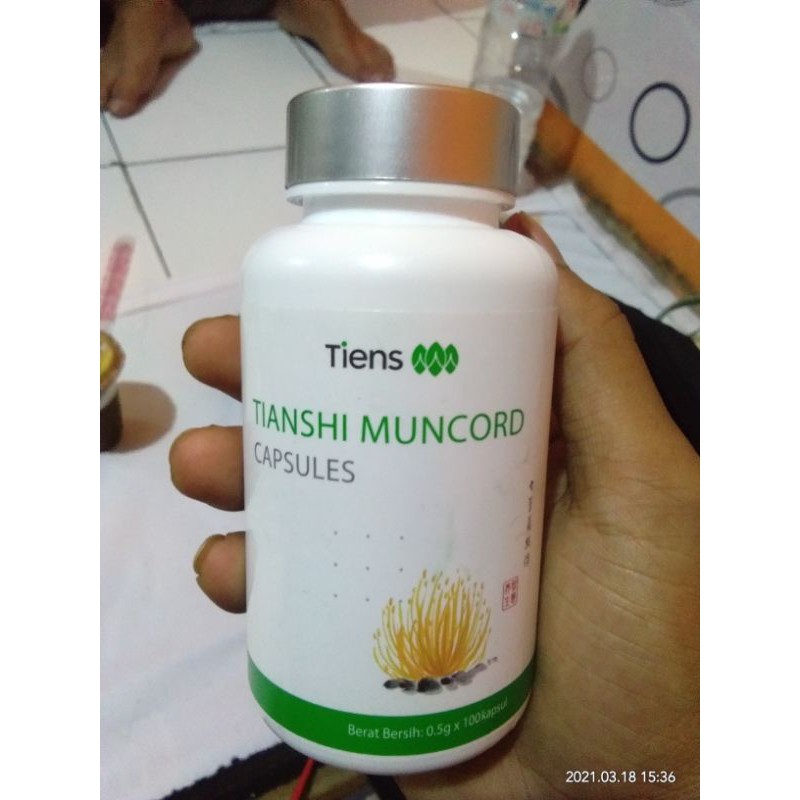 Tiens
TIANSHI MUNCORD
CAPSULES
Berat Bersih: 0.5g x 100kapsul
2021.03.18 15:36